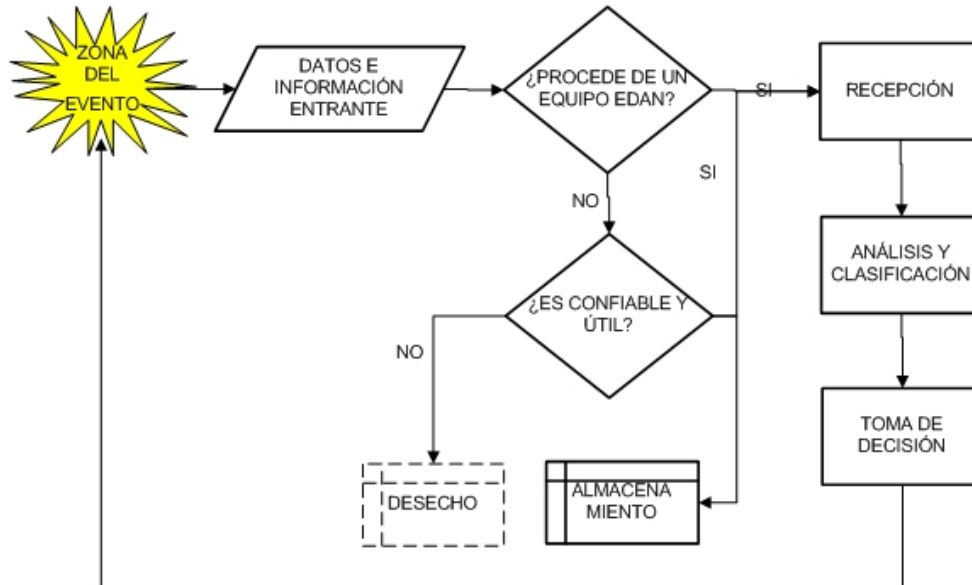 ZONA
DEL
EVENTO
DATOS E
INFORMACIÓN
ENTRANTE
¿PROCEDE DE UN
EQUIPO EDAN?
SI
RECEPCIÓN
SI
NO
ANÁLISIS Y
CLASIFICACIÓN
¿ES CONFIABLE Y
ÚTIL?
NO
TOMA DE
DECISIÓN
DESECHO
ALMACENA
MIENTO